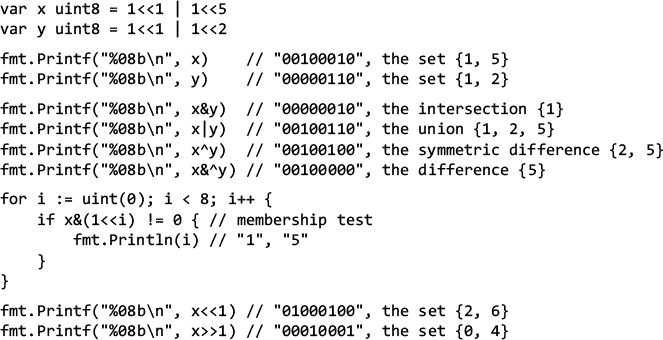 var x uint8 = 1<<1 | 1<<5
var y uint8 = 1<<1 | 1<<2
fmt.Printf("%08b\n", x)    // "00100010", the set {1, 5}
fmt.Printf("%08b\n", y)    // "00000110", the set {1, 2}
fmt.Printf("%08b\n", x&y)  // "00000010", the intersection {1}
fmt.Printf("%08b\n", x|y)  // "00100110", the union {1, 2, 5}
fmt.Printf("%08b\n", x^y)  // "00100100", the symmetric difference {2, 5}
fmt.Printf("%08b\n", x&^y) // "00100000", the difference {5}
for i := uint(0); i < 8; i++ {
    if x&(1<<i) != 0 { // membership test
        fmt.Println(i) // "1", "5"
    }
}
fmt.Printf("%08b\n", x<<1) // "01000100", the set {2, 6}
fmt.Printf("%08b\n", x>>1) // "00010001", the set {0, 4}